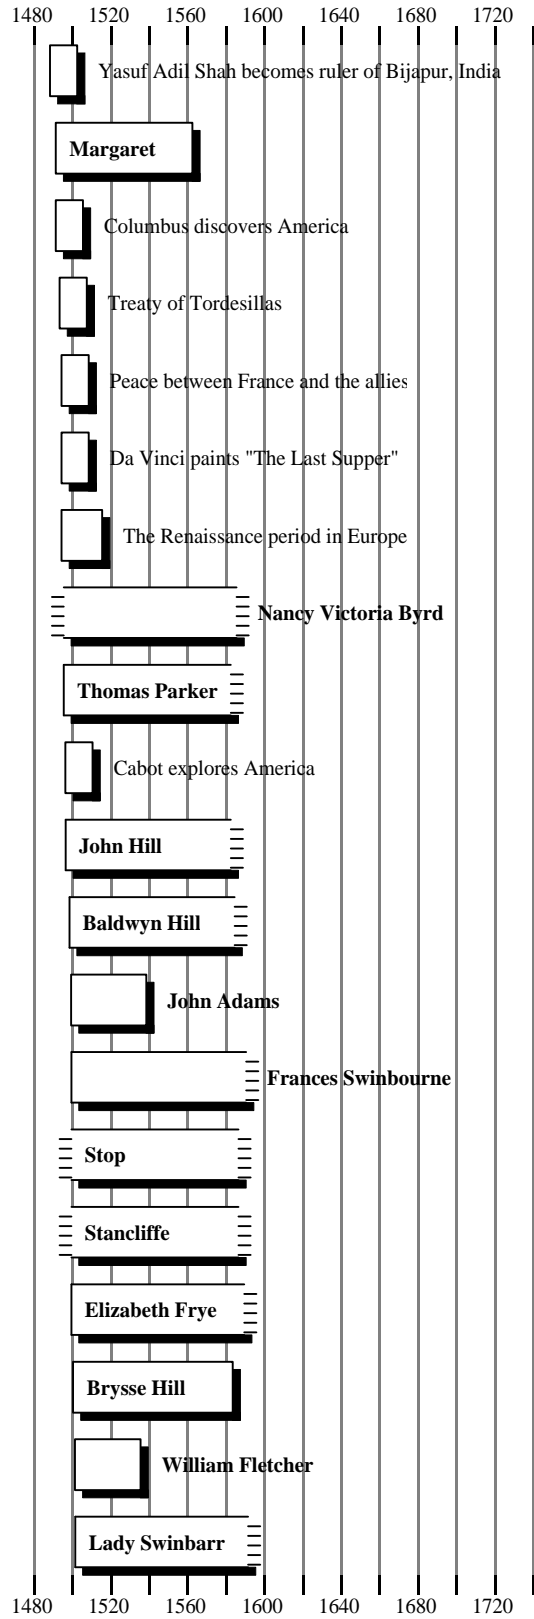 1480 1520 1560 1600 1640 1680 1720
Yasuf Adil Shah becomes ruler of Bijapur, India
Margaret
Columbus discovers America
Treaty of Tordesillas
Peace between France and the allies
Da Vinci paints "The Last Supper"
The Renaissance period in Europe
Nancy Victoria Byrd
Thomas Parker
Cabot explores America
John Hill
Baldwyn Hill
John Adams
Frances Swinbourne
Stop
Stancliffe
Elizabeth Frye
Brysse Hill
William Fletcher
Lady Swinbarr
1480 1520 1560 1600 1640 1680 1720